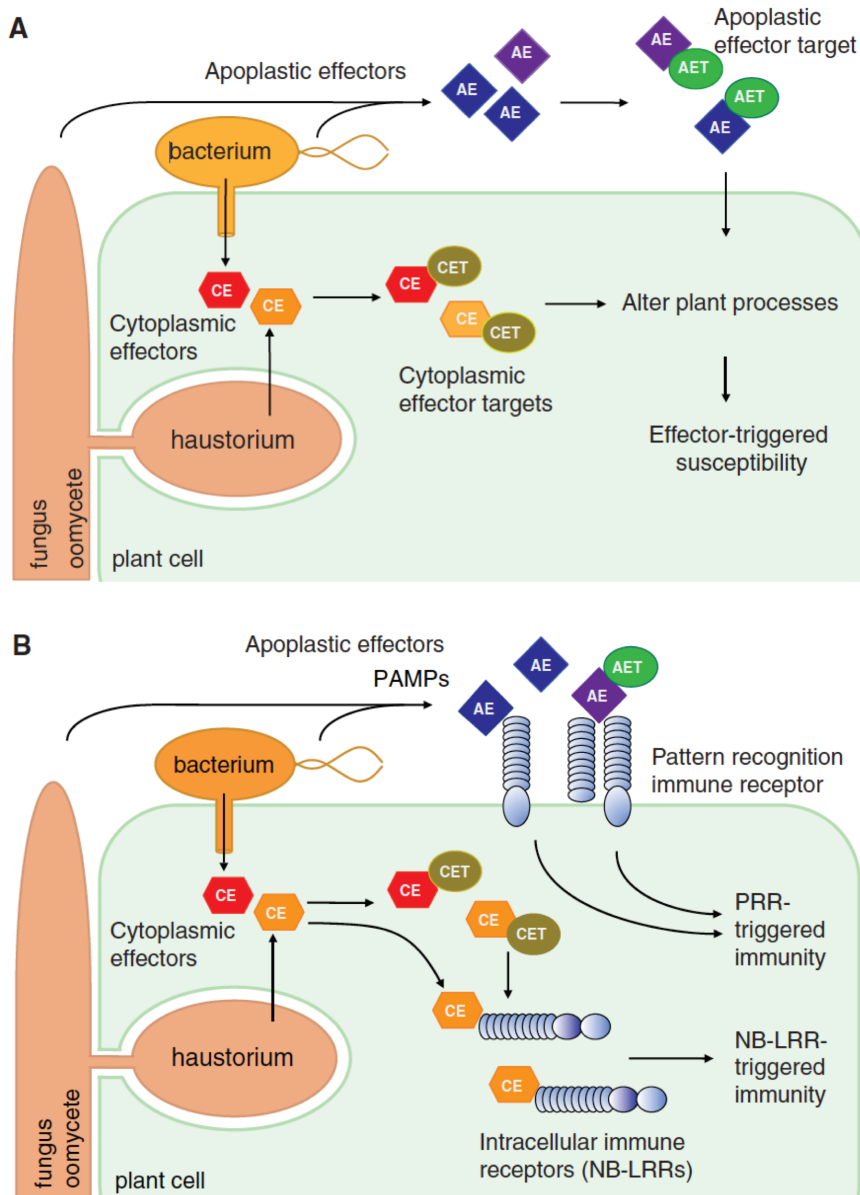 A
Apoplastic
effector target
Apoplastic effectors
AE
AE
AE
AE
AET
AET
AE
bacterium
CE
CE
CE
CET
CE
CET
Cytoplasmic
effectors
Alter plant processes
Cytoplasmic
effector targets
haustorium
Effector-triggered
susceptibility
fungus
oomycete
plant cell
B
Apoplastic effectors
PAMPs
AE
AE
AE
AET
bacterium
Pattern recognition
immune receptor
CE
CE
CE
CET
CE
CET
Cytoplasmic
effectors
PRR-
triggered
immunity
CE
haustorium
CE
NB-LRR-
triggered
immunity
Intracellular immune
receptors (NB-LRRs)
fungus
oomycete
plant cell